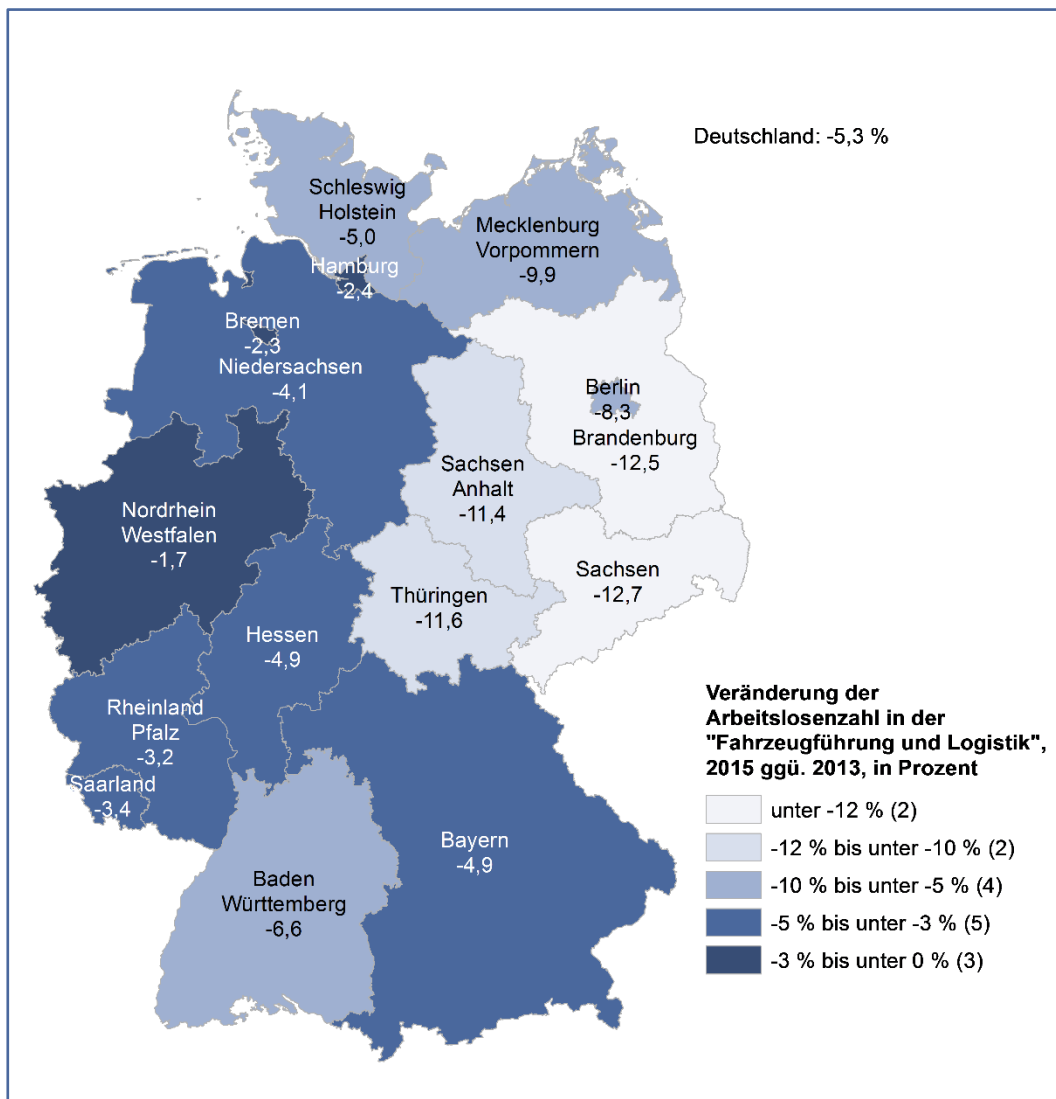 Deutschland: -5,3 %
Schleswig
Holstein
-5,0
Mecklenburg
Vorpommern
-9,9
Hamburg
-2,4
Bremen
-2,3
Niedersachsen
-4,1
Berlin
-8,3
Brandenburg
-12,5
Sachsen
Anhalt
-11,4
Nordrhein
Westfalen
-1,7
Sachsen
-12,7
Thüringen
-11,6
Hessen
-4,9
Rheinland
Pfalz
-3,2
Saarland
-3,4
Bayern
-4,9
Baden
Württemberg
-6,6
Veränderung der
Arbeitslosenzahl in der
"Fahrzeugführung und Logistik",
2015 ggü. 2013, in Prozent
unter -12 % (2)
-12 % bis unter -10 % (2)
-10 % bis unter -5 % (4)
-5 % bis unter -3 % (5)
-3 % bis unter 0 % (3)